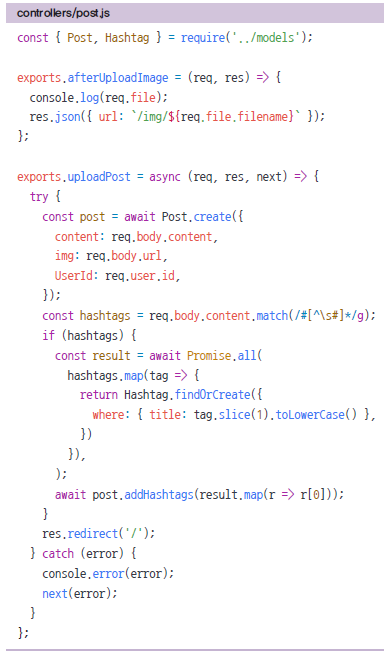 controllers/post.js
const { Post, Hashtag } = require('../models');
exports.afterUploadImage = (req, res) => {
console.log(req.file);
res.json({ url: `/img/${req.file.filename}` });
};
exports.uploadPost = async (req, res, next) => {
try {
const post = await Post.create({
content: req.body.content,
img: req.body.url,
UserId: req.user.id,
});
const hashtags = req.body.content.match(/#[^\s#]*/g);
if (hashtags) {
const result = await Promise.all(
hashtags.map(tag => {
return Hashtag.findOrCreate({
where: { title: tag.slice(1).toLowerCase() },
})
}),
);
await post.addHashtags(result.map(r => r[0]));
}
res.redirect('/');
} catch (error) {
console.error(error);
next(error);
}
};